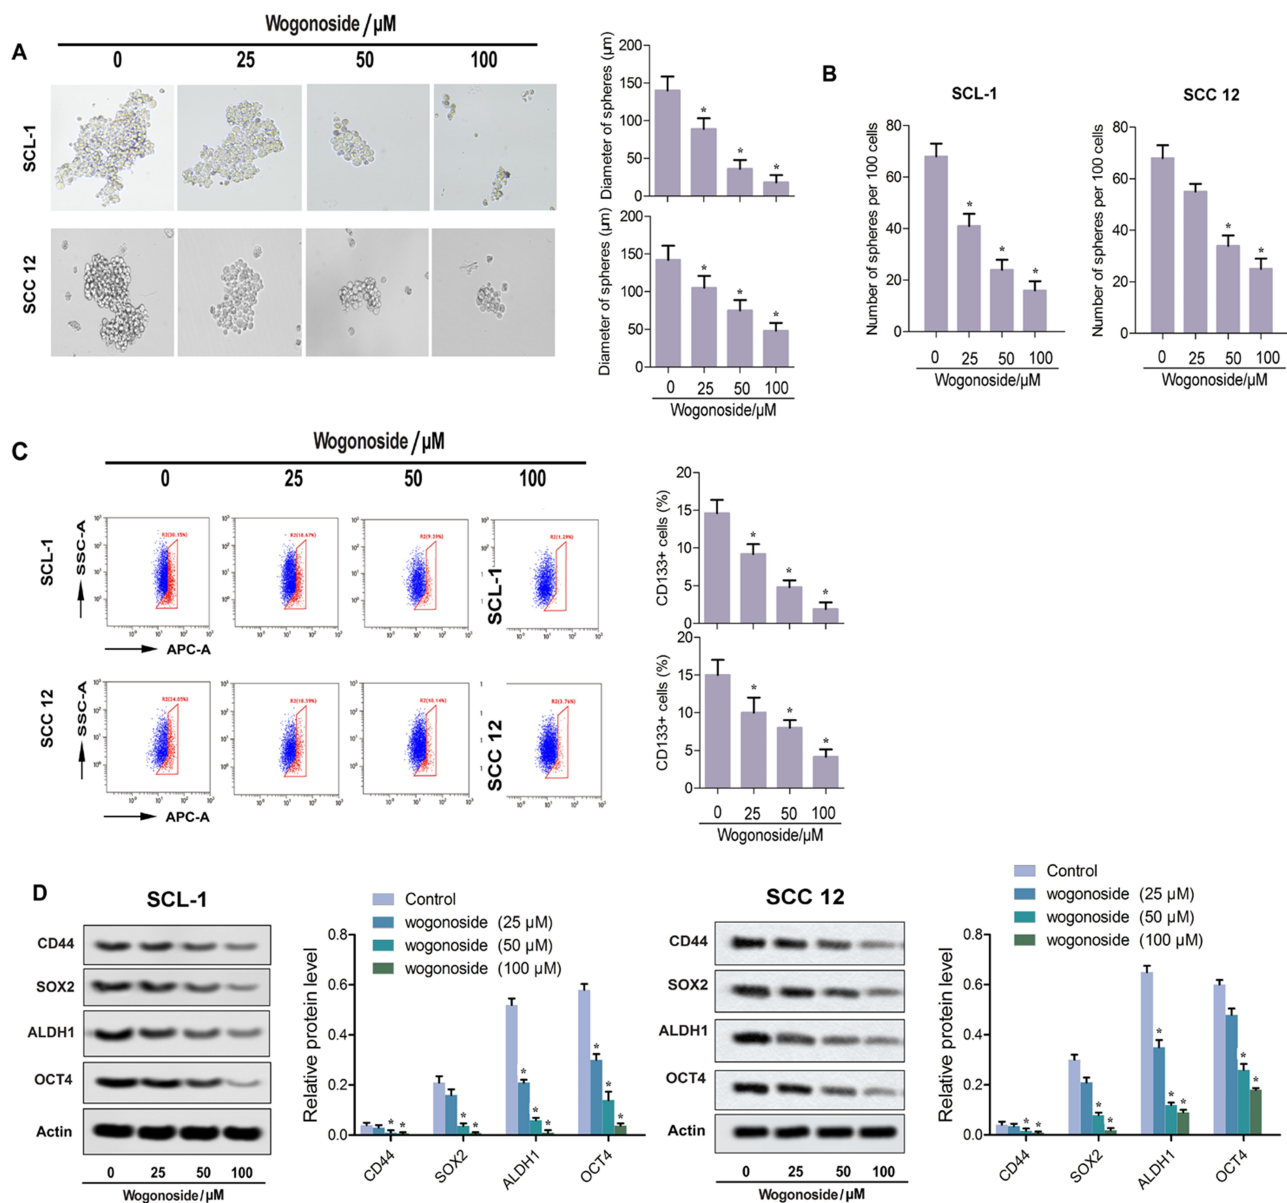 A
Wogonoside/µM
0 25 50 100
SCL-1
SCC 12
Diameter of spheres (µm)
200
150
100
50
0
* * *
Diameter of spheres (µm)
200
150
100
50
0
* * *
0 25 50 100
Wogonoside/µM
B
SCL-1
Number of spheres per 100 cells
80
60
40
20
0
* * *
0 25 50 100
Wogonoside/µM
SCC 12
Number of spheres per 100 cells
80
60
40
20
0
* *
0 25 50 100
Wogonoside/µM
C
Wogonoside/µM
0 25 50 100
SCL-1
SSC-A
APC-A
SCL-1
SCC 12
SSC-A
APC-A
SCC 12
CD133+ cells (%)
20
15
10
5
0
* * *
CD133+ cells (%)
20
15
10
5
0
* * *
0 25 50 100
Wogonoside/µM
D
SCL-1
CD44
SOX2
ALDH1
OCT4
Actin
0 25 50 100
Wogonoside/µM
Control
wogonoside (25 µM)
wogonoside (50 µM)
wogonoside (100 µM)
Relative protein level
0.8
0.6
0.4
0.2
0.0
* * * * * * * * * *
CD44 SOX2 ALDH1 OCT4
SCC 12
CD44
SOX2
ALDH1
OCT4
Actin
0 25 50 100
Wogonoside/µM
Control
wogonoside (25 µM)
wogonoside (50 µM)
wogonoside (100 µM)
Relative protein level
0.8
0.6
0.4
0.2
0.0
* * * * * * * * *
CD44 SOX2 ALDH1 OCT4